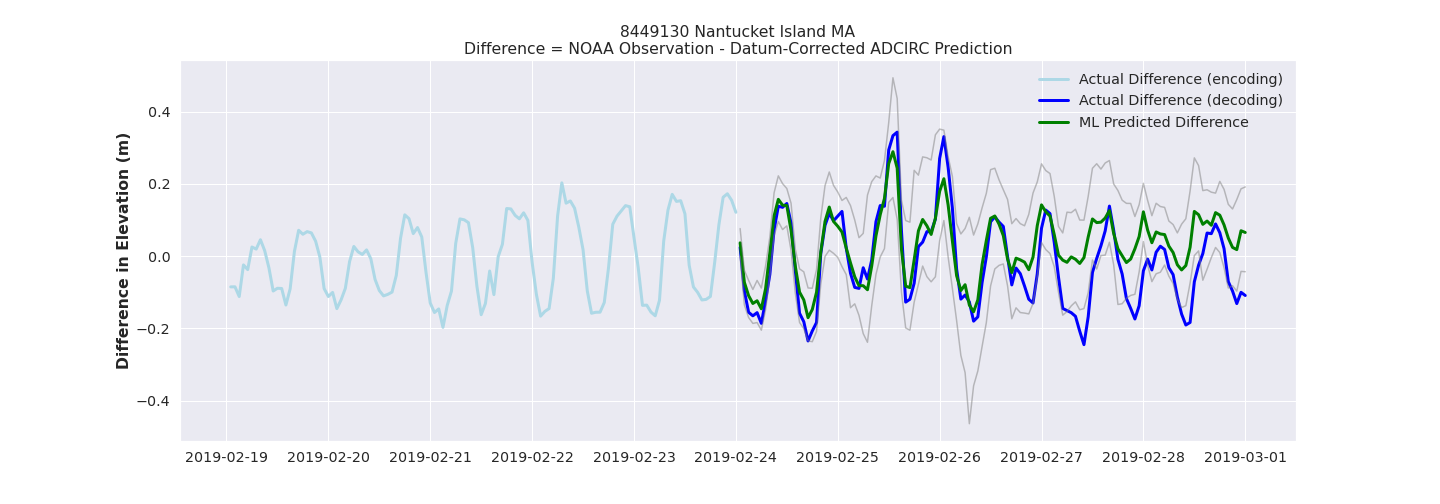 8449130 Nantucket Island MA
Difference = NOAA Observation - Datum-Corrected ADCIRC Prediction
Actual Difference (encoding)
Actual Difference (decoding)
ML Predicted Difference
Difference in Elevation (m)
0.4
0.2
0.0
−0.2
−0.4
2019-02-19 2019-02-20 2019-02-21 2019-02-22 2019-02-23 2019-02-24 2019-02-25 2019-02-26 2019-02-27 2019-02-28 2019-03-01